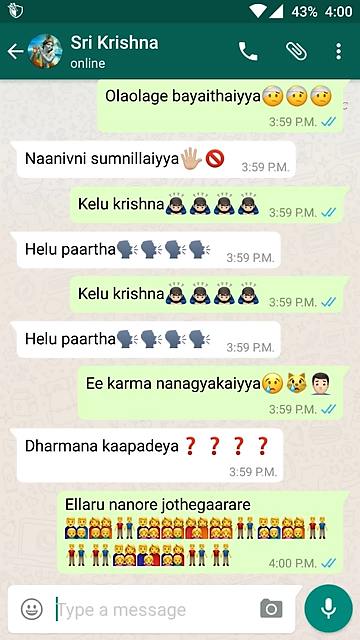 43% 4:00
Sri Krishna
online
Olaolage bayaithaiyya🤕🤕🤕
3:59 P.M.
Naanivni sumnillaiyya🖐🏼🚫
3:59 P.M.
Kelu krishna🙇🏻🙇🏻🙇🏻🙇🏻
3:59 P.M.
Helu paartha🗣🗣🗣🗣
3:59 P.M.
Kelu krishna🙇🏻🙇🏻🙇🏻🙇🏻
3:59 P.M.
Helu paartha🗣🗣🗣🗣
3:59 P.M.
Ee karma nanagyakaiyya😢😿💆🏻‍♂️
3:59 P.M.
Dharmana kaapadeya❓❓❓❓
3:59 P.M.
Ellaru nanore jothegaarare
4:00 P.M.
Type a message